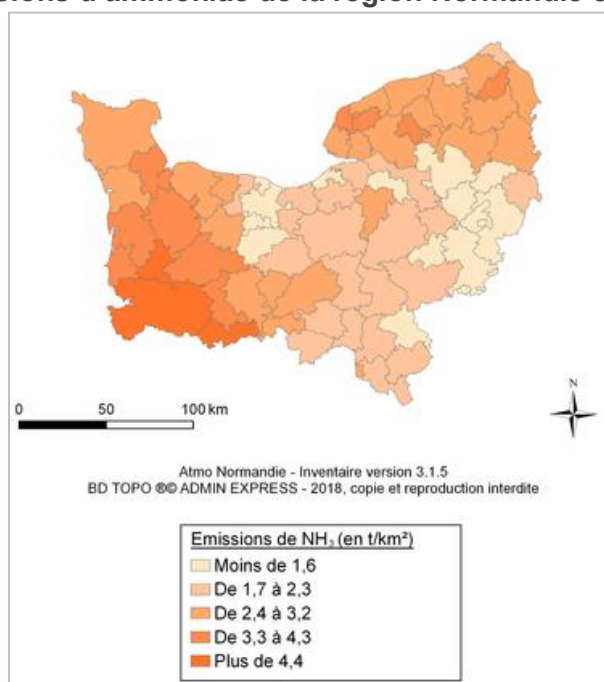 d'ammoniac de la région Normandie
N
0 50 100 km
Atmo Normandie - Inventaire version 3.1.5
BD TOPO ®© ADMIN EXPRESS - 2018, copie et reproduction interdite
Emissions de NH₃ (en t/km²)
Moins de 1,6
De 1,7 à 2,3
De 2,4 à 3,2
De 3,3 à 4,3
Plus de 4,4